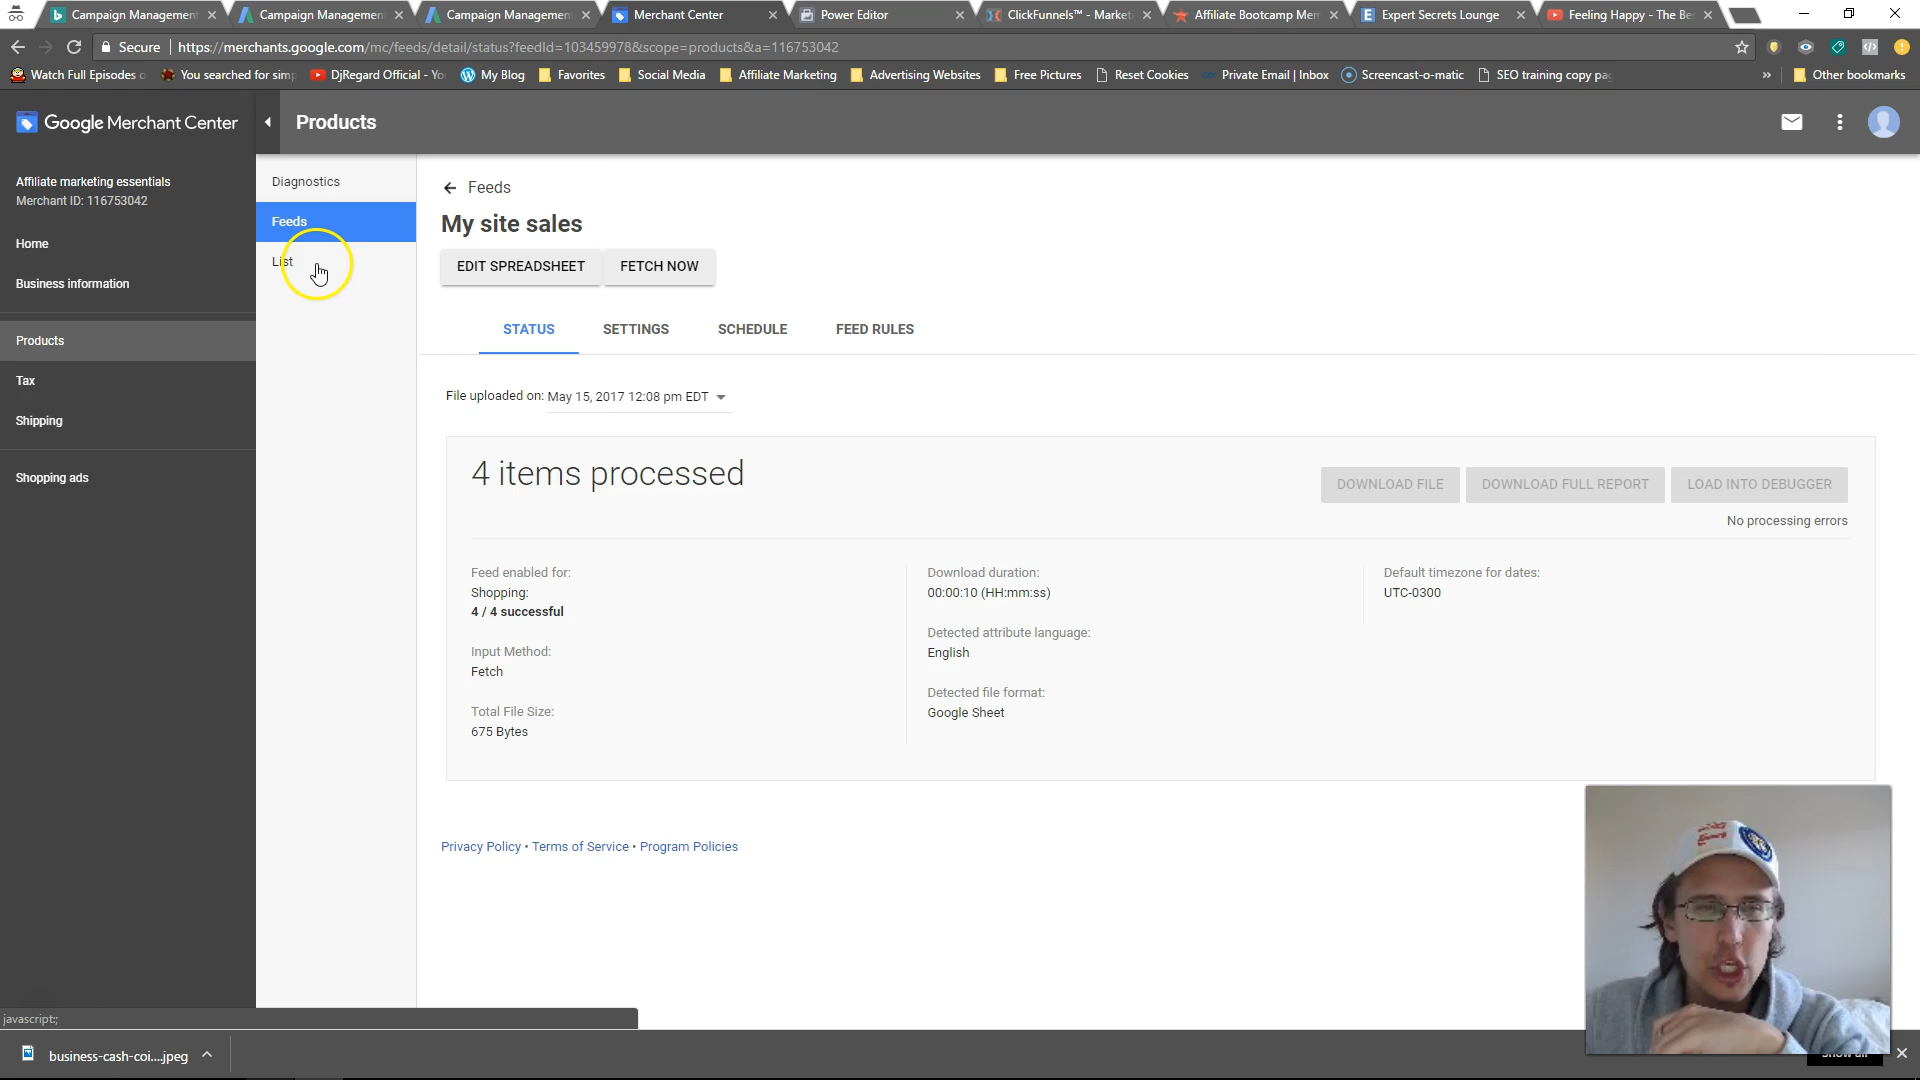 Campaign Management
Campaign Management
Campaign Management
Merchant Center
Power Editor
ClickFunnels™ - Marketi
Affiliate Bootcamp Mem
Expert Secrets Lounge
Feeling Happy - The Be
Secure
https://merchants.google.com/mc/feeds/detail/status?feedId=103459978&scope=products&a=116753042
Watch Full Episodes o
You searched for simp
DjRegard Official - Yo
My Blog
Favorites
Social Media
Affiliate Marketing
Advertising Websites
Free Pictures
Reset Cookies
Private Email | Inbox
Screencast-o-matic
SEO training copy pag
»
Other bookmarks
Google Merchant Center
Products
Affiliate marketing essentials
Merchant ID: 116753042
Home
Business information
Products
Tax
Shipping
Shopping ads
Diagnostics
Feeds
List
Feeds
My site sales
EDIT SPREADSHEET
FETCH NOW
STATUS
SETTINGS
SCHEDULE
FEED RULES
File uploaded on: May 15, 2017 12:08 pm EDT
4 items processed
DOWNLOAD FILE
DOWNLOAD FULL REPORT
LOAD INTO DEBUGGER
No processing errors
Feed enabled for:
Shopping:
4 / 4 successful
Input Method:
Fetch
Total File Size:
675 Bytes
Download duration:
00:00:10 (HH:mm:ss)
Detected attribute language:
English
Detected file format:
Google Sheet
Default timezone for dates:
UTC-0300
Privacy Policy • Terms of Service • Program Policies
javascript:;
business-cash-coi....jpeg
Show all